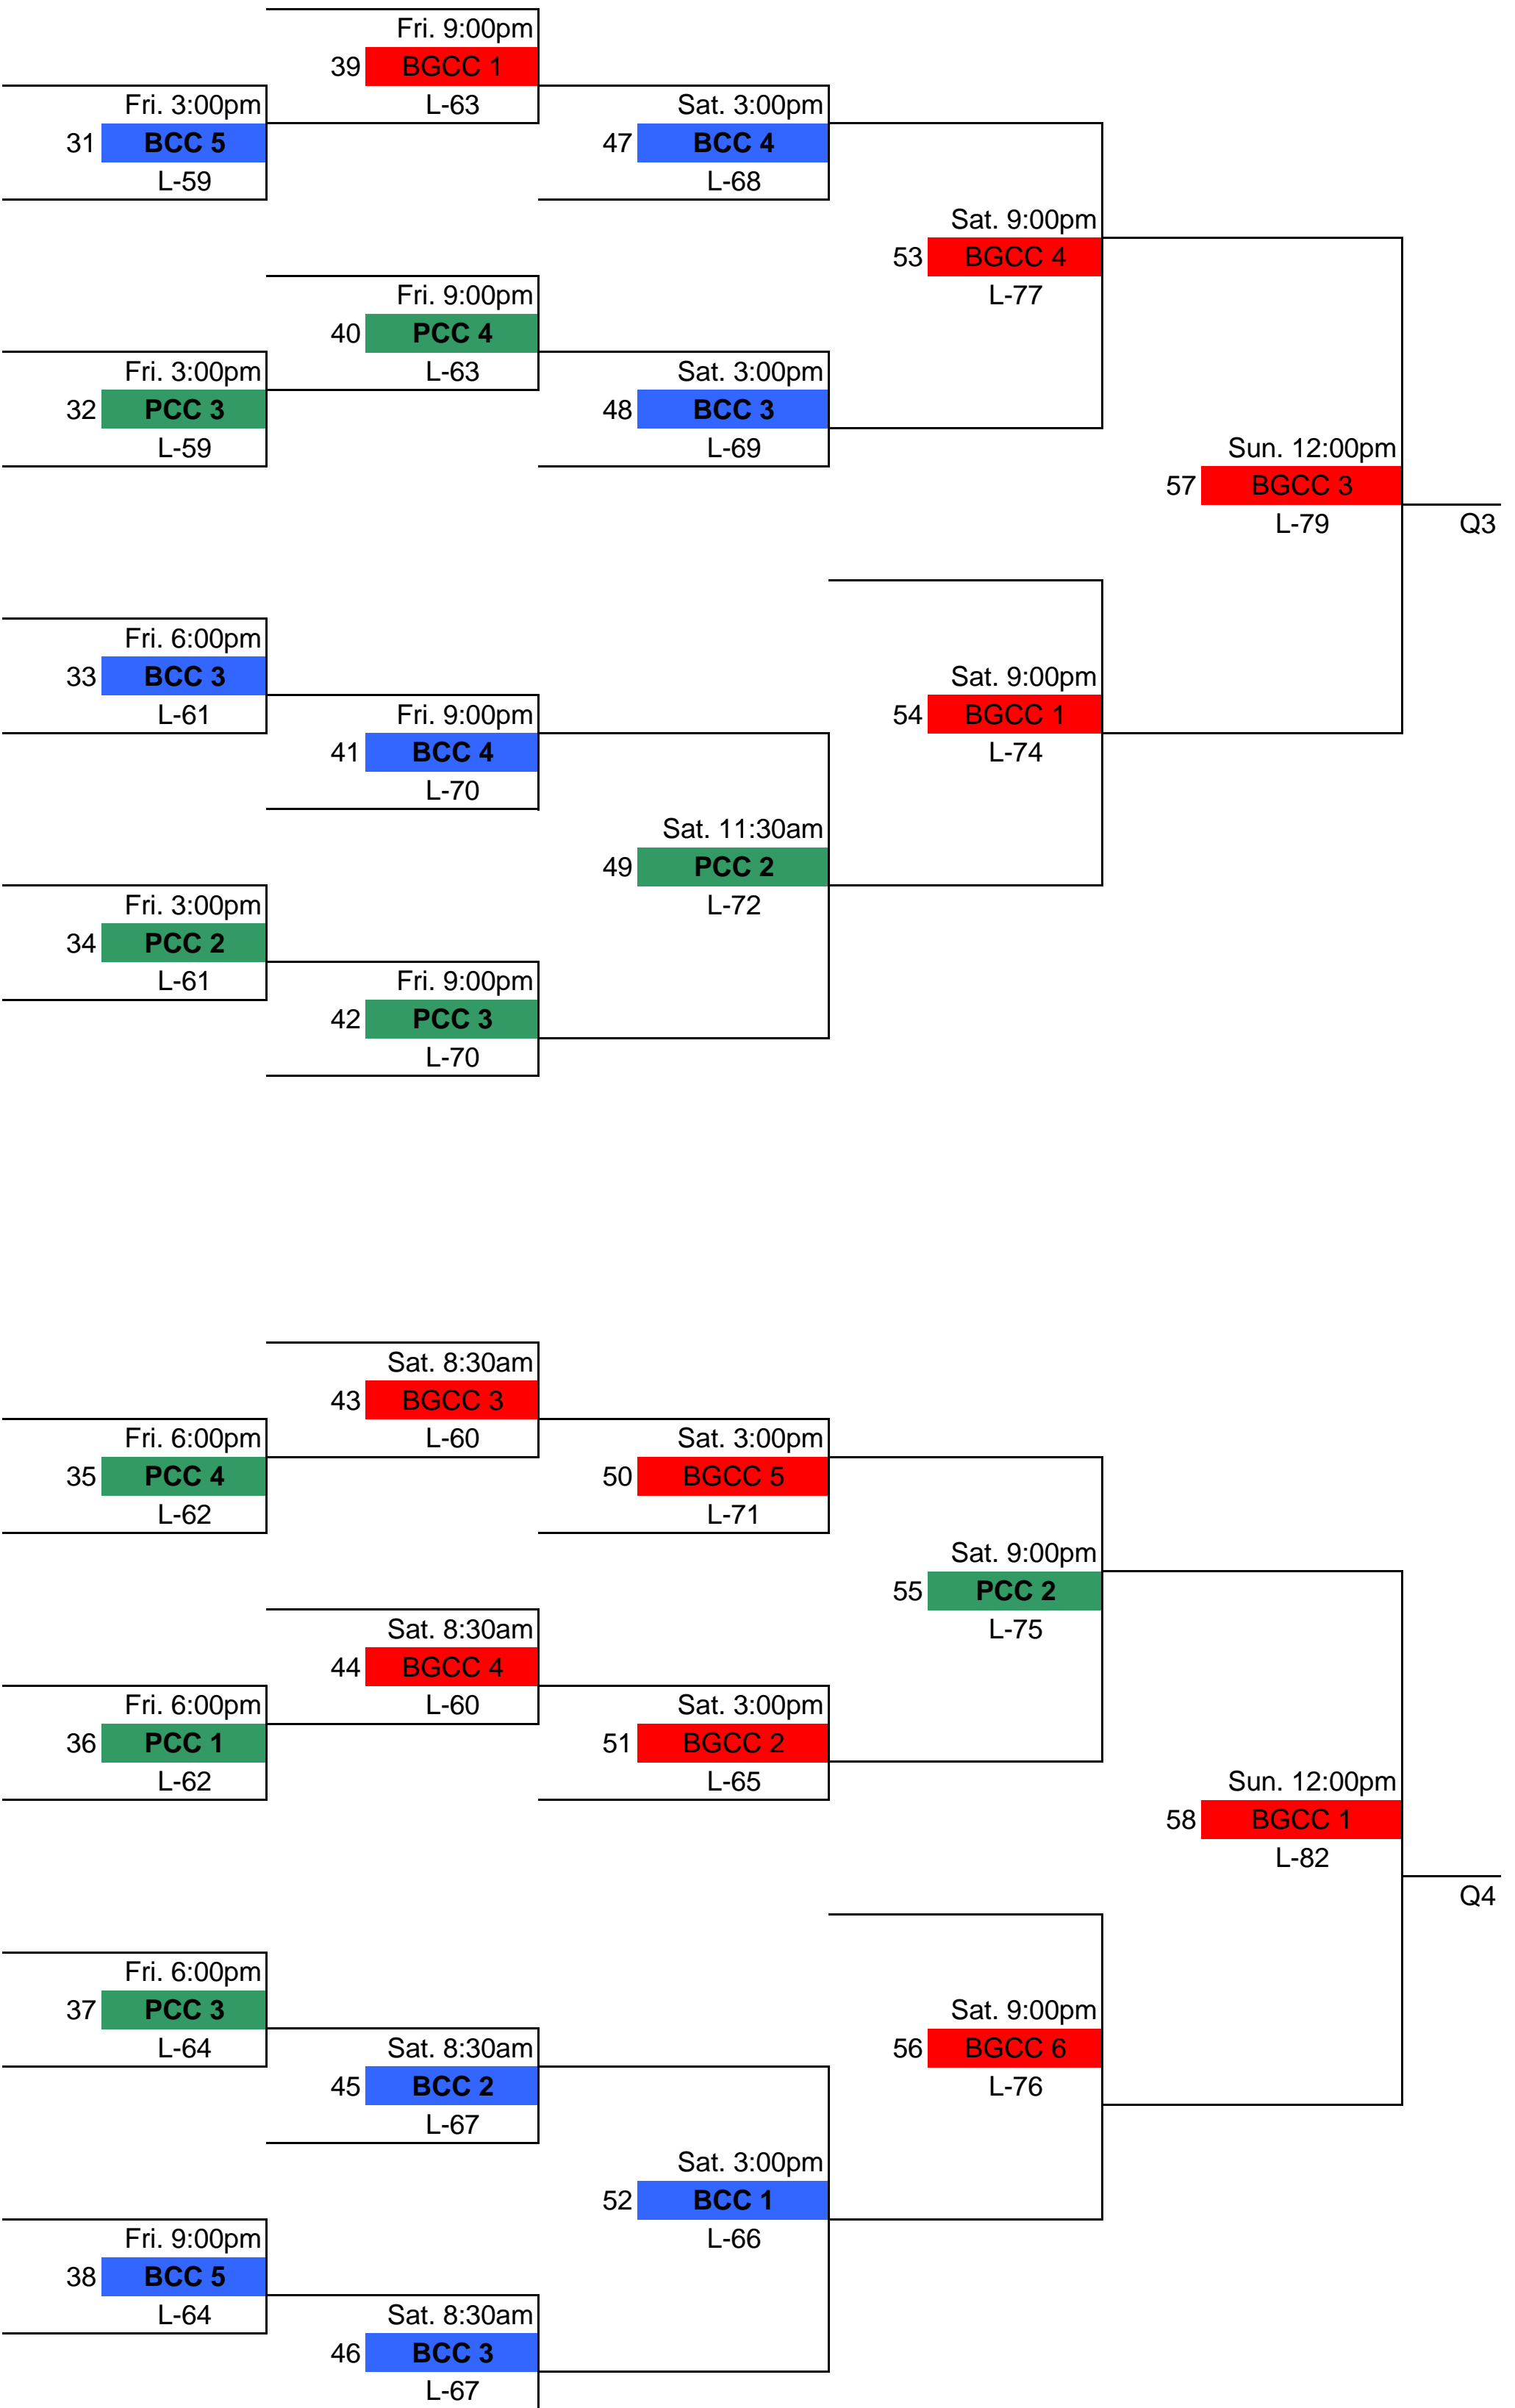 Fri. 9:00pm
39 BGCC 1
L-63
Fri. 3:00pm
31 BCC 5
L-59
Sat. 3:00pm
47 BCC 4
L-68
Sat. 9:00pm
53 BGCC 4
L-77
Fri. 9:00pm
40 PCC 4
L-63
Fri. 3:00pm
32 PCC 3
L-59
Sat. 3:00pm
48 BCC 3
L-69
Sun. 12:00pm
57 BGCC 3
L-79
Q3
Fri. 6:00pm
33 BCC 3
L-61
Sat. 9:00pm
54 BGCC 1
L-74
Fri. 9:00pm
41 BCC 4
L-70
Sat. 11:30am
49 PCC 2
L-72
Fri. 3:00pm
34 PCC 2
L-61
Fri. 9:00pm
42 PCC 3
L-70
Sat. 8:30am
43 BGCC 3
L-60
Fri. 6:00pm
35 PCC 4
L-62
Sat. 3:00pm
50 BGCC 5
L-71
Sat. 9:00pm
55 PCC 2
L-75
Sat. 8:30am
44 BGCC 4
L-60
Fri. 6:00pm
36 PCC 1
L-62
Sat. 3:00pm
51 BGCC 2
L-65
Sun. 12:00pm
58 BGCC 1
L-82
Q4
Fri. 6:00pm
37 PCC 3
L-64
Sat. 9:00pm
56 BGCC 6
L-76
Sat. 8:30am
45 BCC 2
L-67
Sat. 3:00pm
52 BCC 1
L-66
Fri. 9:00pm
38 BCC 5
L-64
Sat. 8:30am
46 BCC 3
L-67